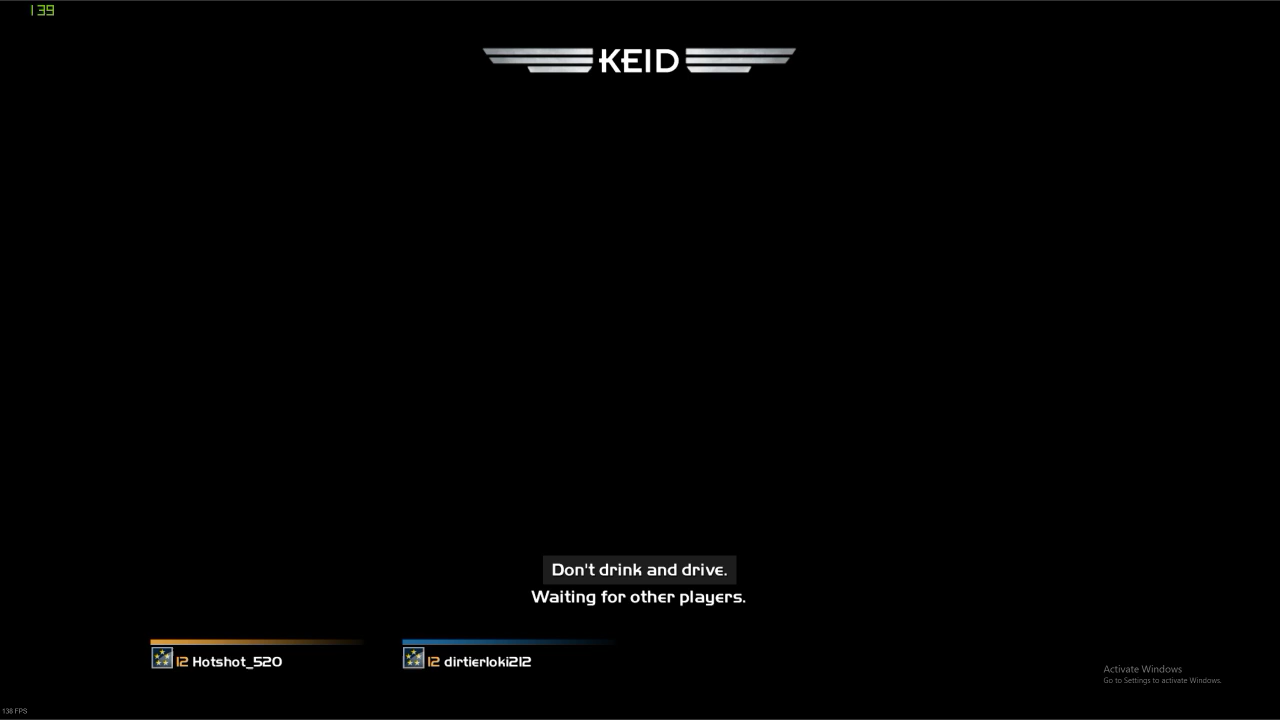 139
KEID
Don't drink and drive.
Waiting for other players.
12 Hotshot_520
12 dirtierloki212
Activate Windows
Go to Settings to activate Windows.
138 FPS